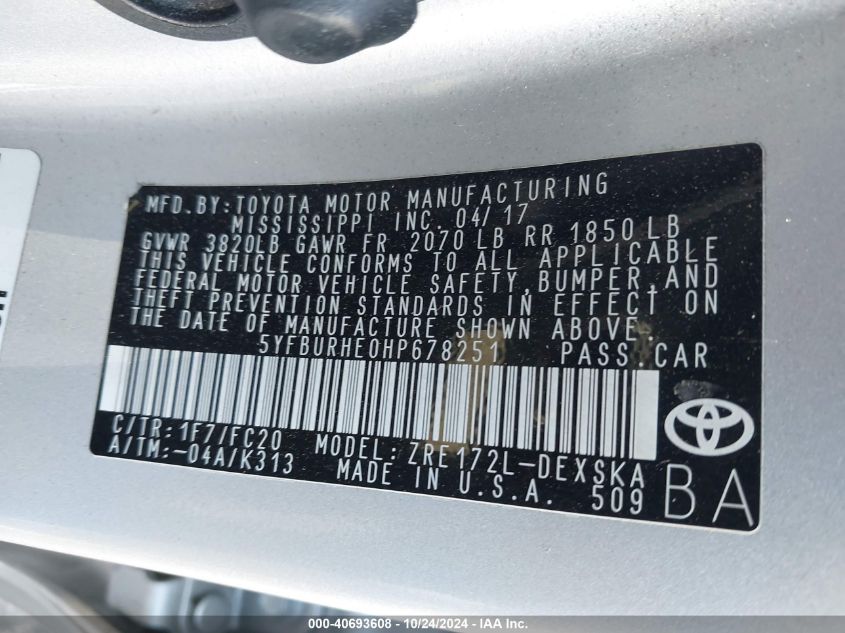 MFD. BY: TOYOTA MOTOR MANUFACTURING
MISSISSIPPI INC. 04/17
GVWR 3820LB GAWR FR 2070 LB RR 1850 LB
THIS VEHICLE CONFORMS TO ALL APPLICABLE
FEDERAL MOTOR VEHICLE SAFETY, BUMPER, AND
THEFT PREVENTION STANDARDS IN EFFECT ON
THE DATE OF MANUFACTURE SHOWN ABOVE.
5YFBURHE0HP678251 PASS. CAR
C/TR: 1F7/FC20 MODEL: ZRE172L-DEXSKA
A/TM: -04A/K313 MADE IN U.S.A. 509
BA
000-40693608 - 10/24/2024 - IAA Inc.